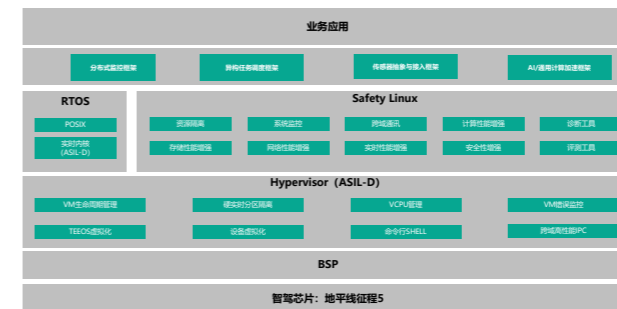 业务应用
分布式监控框架
异构任务调度框架
传感器抽象与接入框架
AI/通用计算加速框架
RTOS
POSIX
实时内核
(ASIL-D)
Safety Linux
资源隔离
系统监控
跨域通讯
计算性能增强
诊断工具
存储性能增强
网络性能增强
实时性能增强
安全性增强
评测工具
Hypervisor（ASIL-D）
VM生命周期管理
硬实时分区隔离
VCPU管理
VM错误监控
TEEOS虚拟化
设备虚拟化
命令行SHELL
跨域高性能IPC
BSP
智驾芯片：地平线征程5